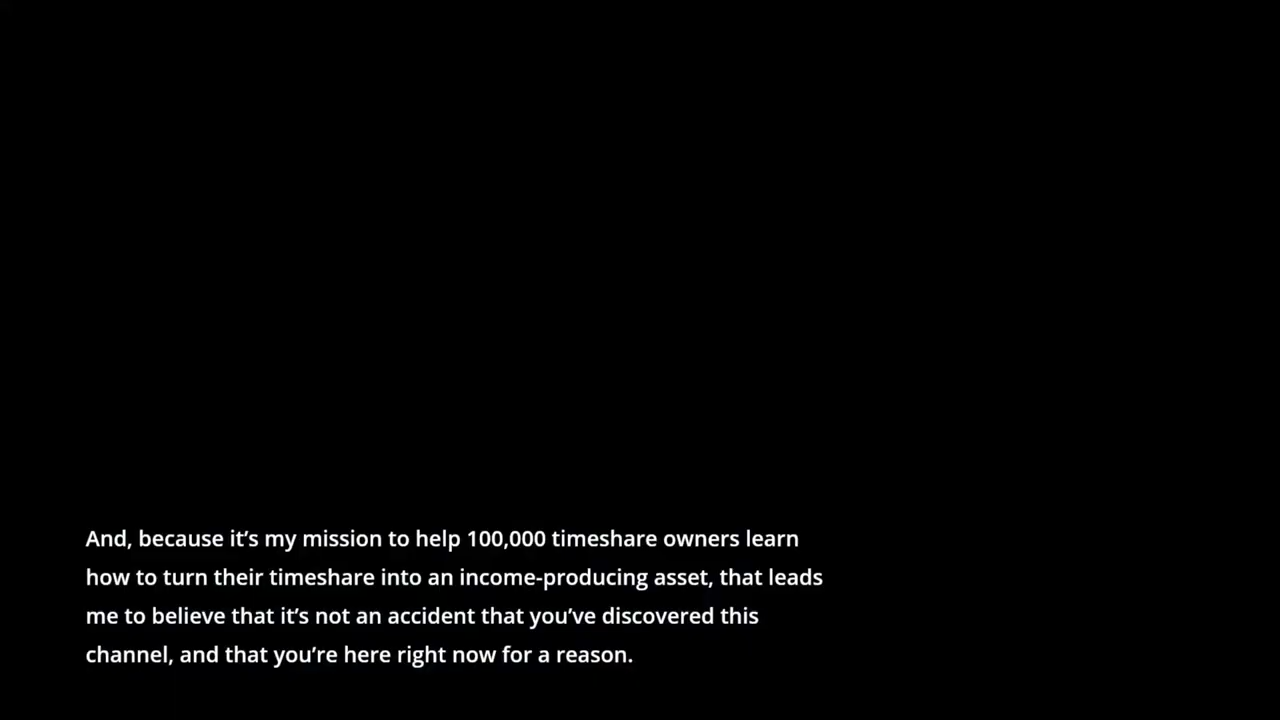 And, because it’s my mission to help 100,000 timeshare owners learn
how to turn their timeshare into an income-producing asset, that leads
me to believe that it’s not an accident that you’ve discovered this
channel, and that you’re here right now for a reason.